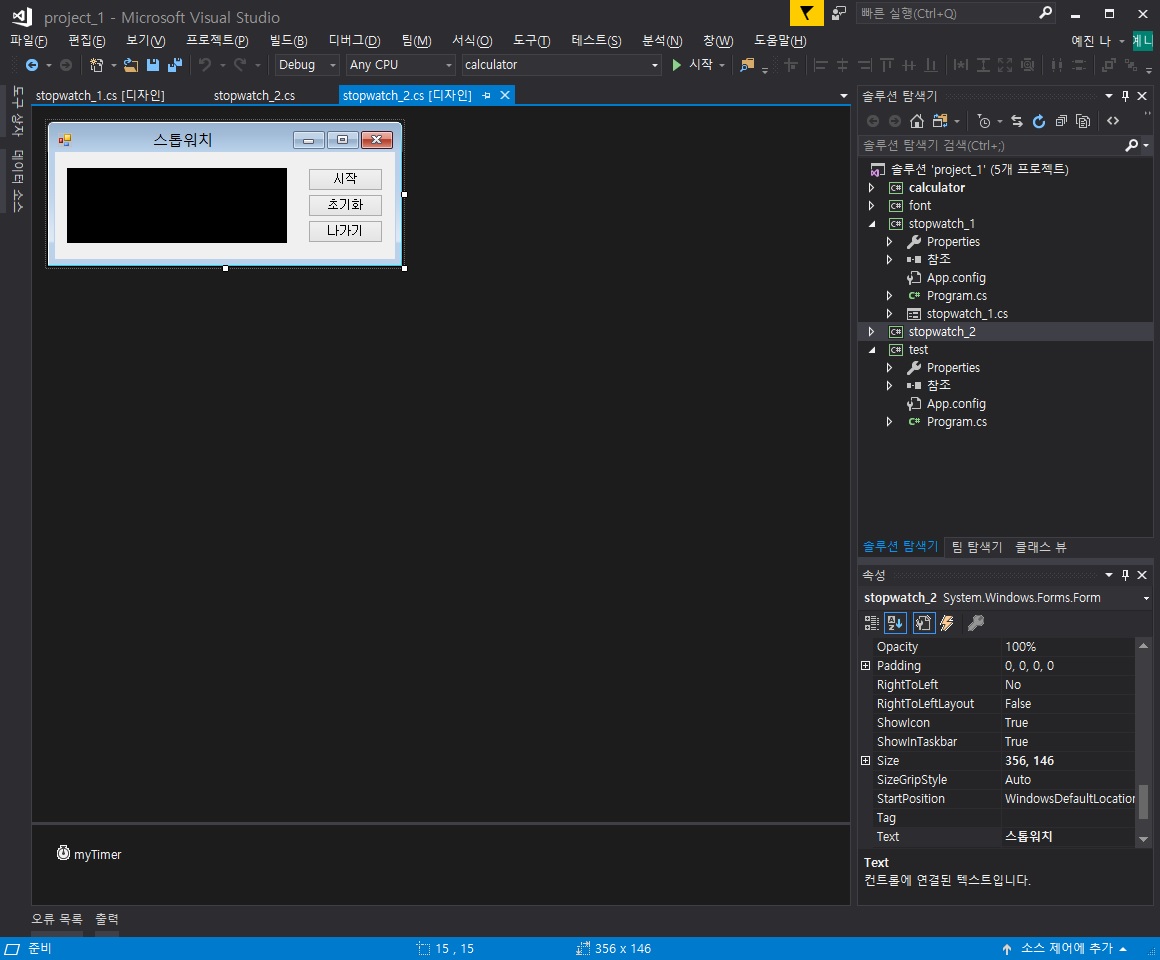 project_1 - Microsoft Visual Studio
빠른 실행(Ctrl+Q)
파일(F) 편집(E) 보기(V) 프로젝트(P) 빌드(B) 디버그(D) 팀(M) 서식(O) 도구(T) 테스트(S) 분석(N) 창(W) 도움말(H)
예진 나
예나
Debug Any CPU calculator 시작
도구 상자
데이터 소스
stopwatch_1.cs [디자인] stopwatch_2.cs stopwatch_2.cs [디자인]
스톱워치
시작
초기화
나가기
myTimer
오류 목록 출력
솔루션 탐색기
솔루션 탐색기 검색(Ctrl+;)
솔루션 'project_1' (5개 프로젝트)
C# calculator
C# font
C# stopwatch_1
Properties
참조
App.config
C# Program.cs
stopwatch_1.cs
C# stopwatch_2
C# test
Properties
참조
App.config
C# Program.cs
솔루션 탐색기 팀 탐색기 클래스 뷰
속성
stopwatch_2 System.Windows.Forms.Form
Opacity 100%
Padding 0, 0, 0, 0
RightToLeft No
RightToLeftLayout False
ShowIcon True
ShowInTaskbar True
Size 356, 146
SizeGripStyle Auto
StartPosition WindowsDefaultLocation
Tag
Text 스톱워치
Text
컨트롤에 연결된 텍스트입니다.
준비 15 , 15 356 x 146 소스 제어에 추가